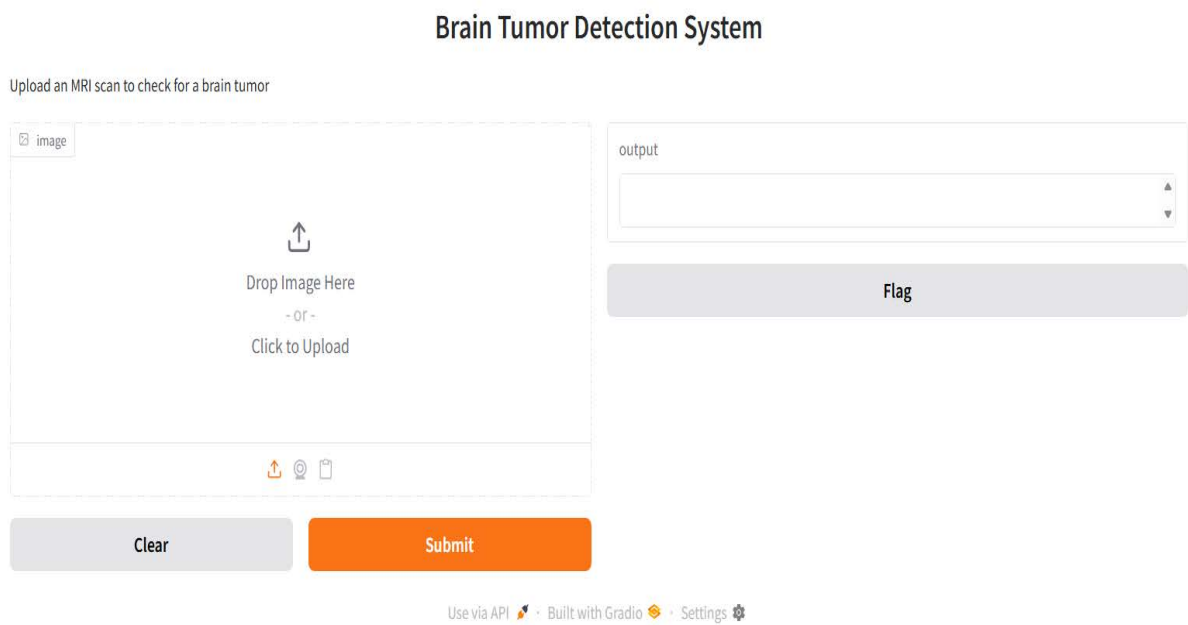 Brain Tumor Detection System
Upload an MRI scan to check for a brain tumor
image
Drop Image Here
- or -
Click to Upload
Clear
Submit
output
Flag
Use via API · Built with Gradio · Settings